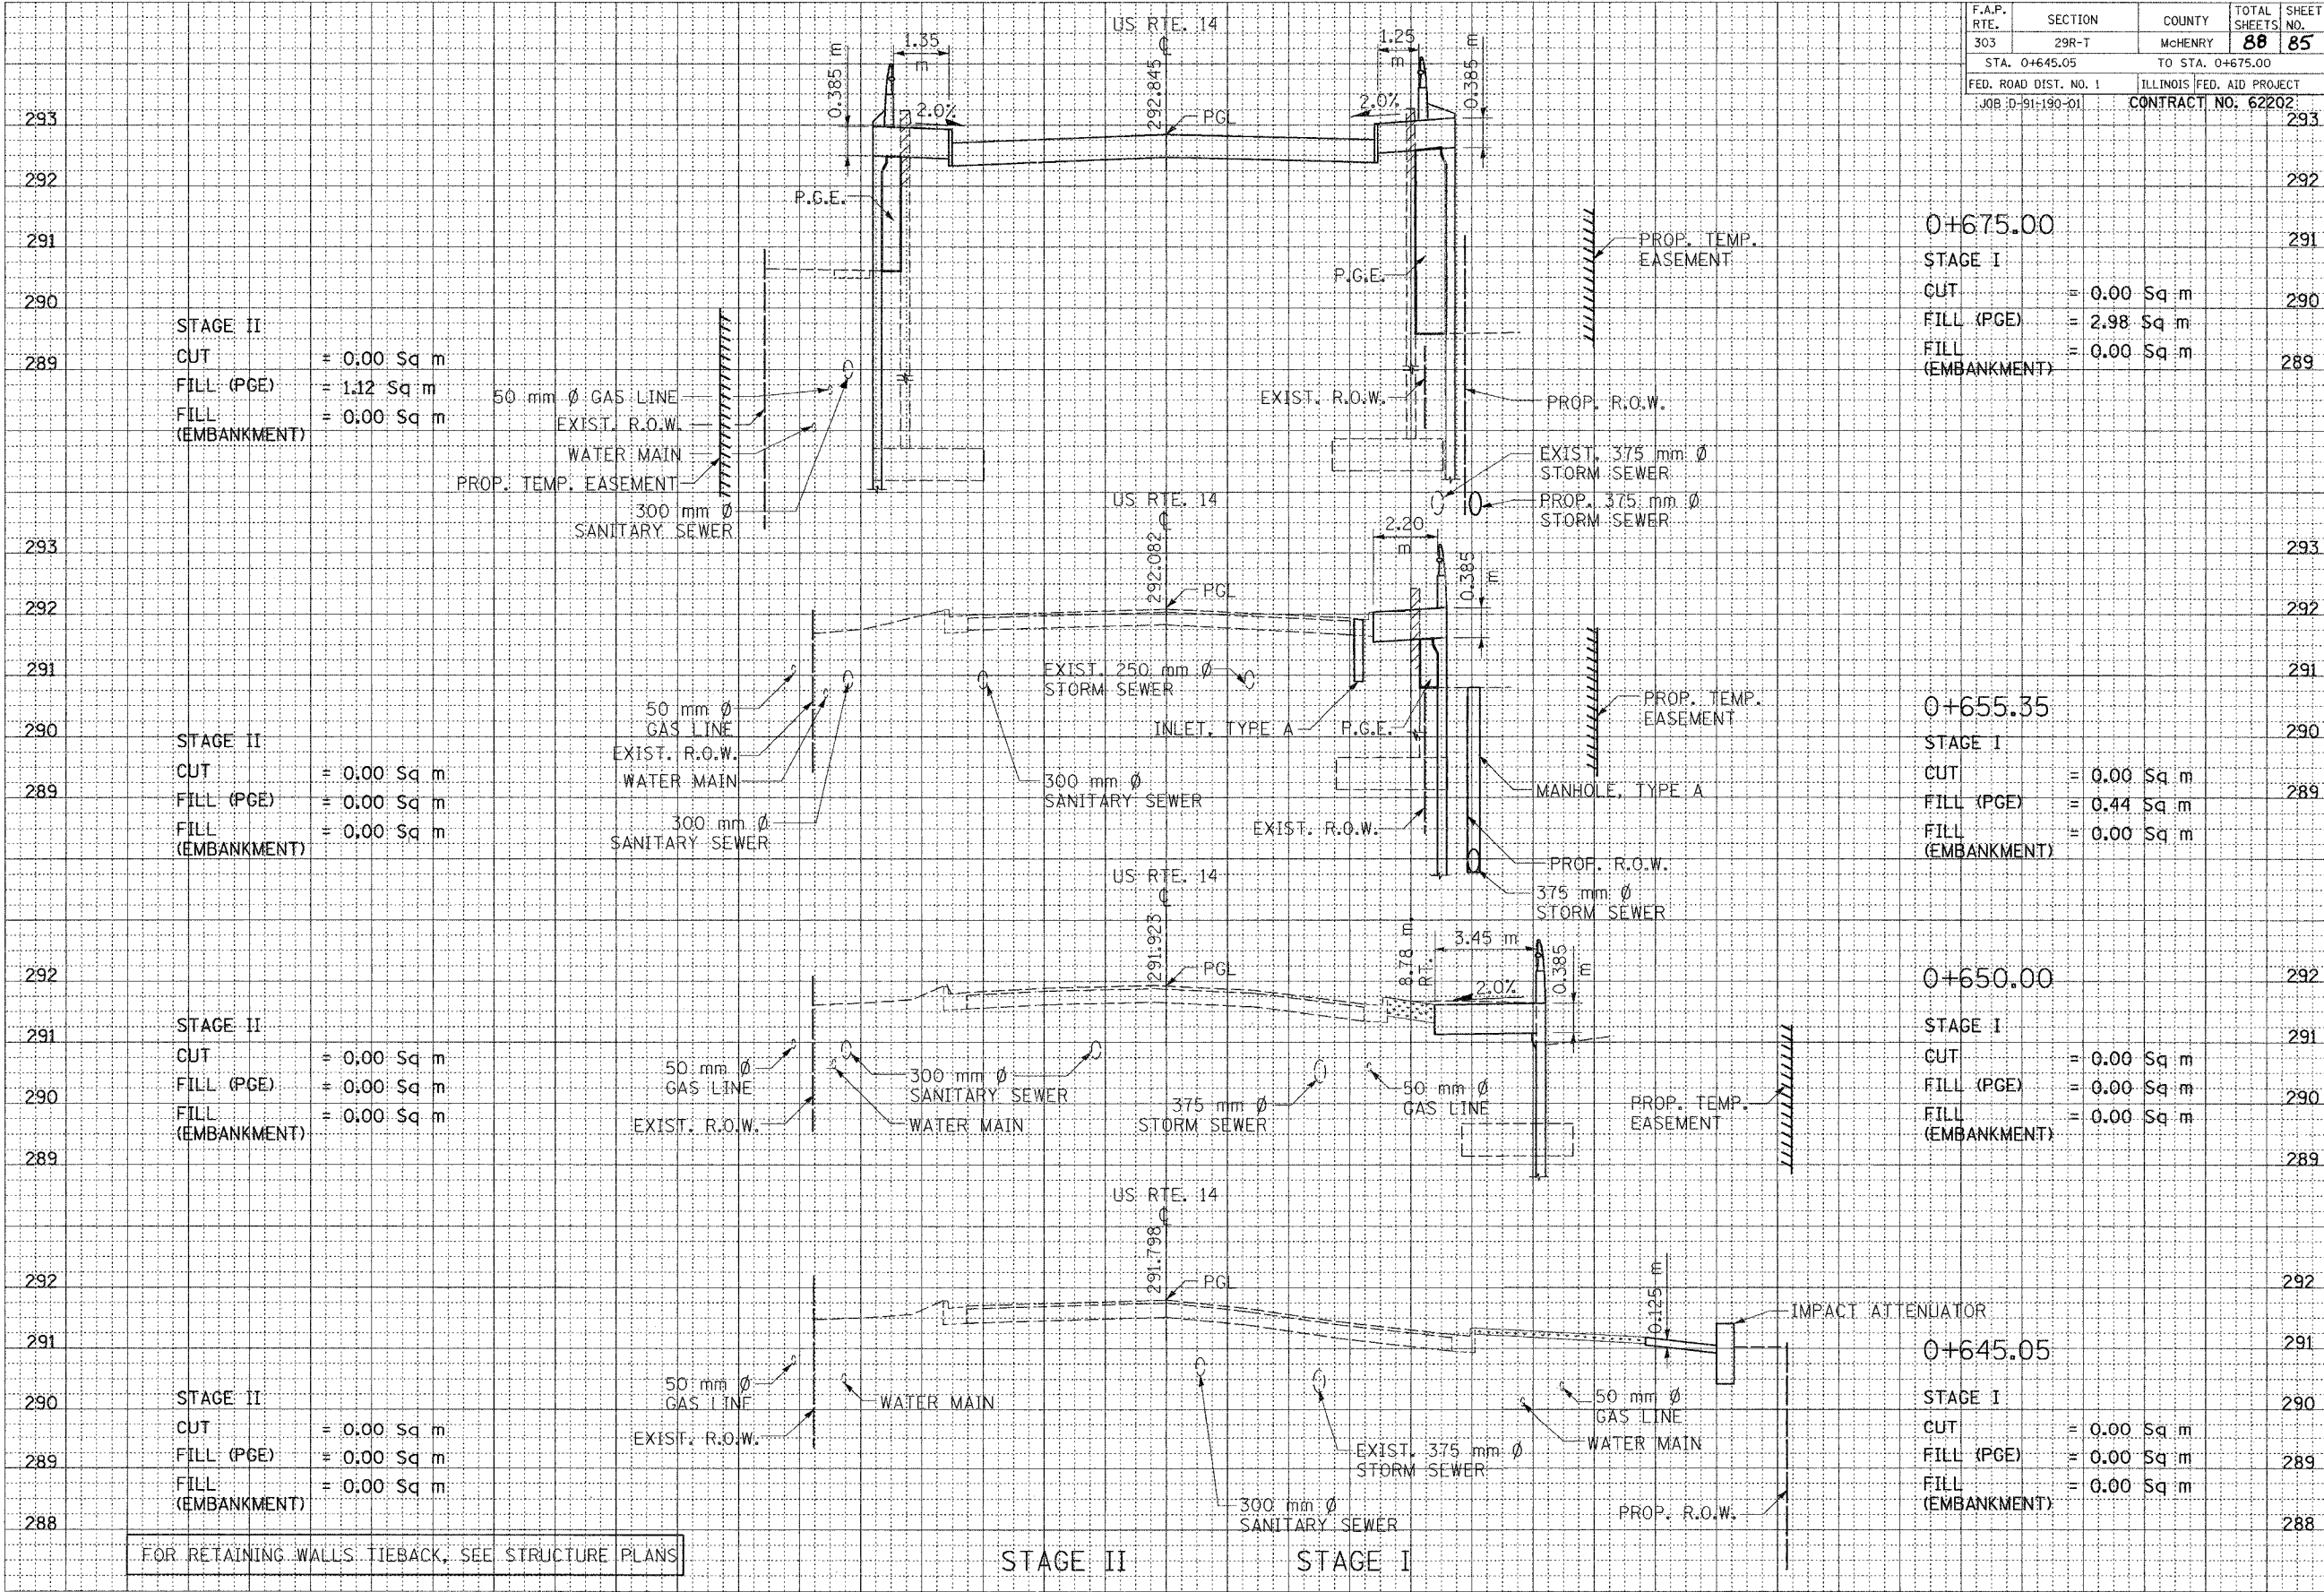 F.A.P. RTE. SECTION COUNTY TOTAL SHEETS SHEET NO.
303 29R-T McHENRY 88 85
STA. 0+645.05 TO STA. 0+675.00
FED. ROAD DIST. NO. 1 ILLINOIS FED. AID PROJECT
JOB D-91-190-01 CONTRACT NO. 62202
US RTE. 14
℄
292.845
PGL
1.35
m
0.385 m
2.0%
1.25
m
0.385 m
2.0%
293
293
292
292
291
291
290
290
289
289
P.G.E.
P.G.E.
PROP. TEMP.
EASEMENT
0+675.00
STAGE I
CUT = 0.00 Sq m
FILL (PGE) = 2.98 Sq m
FILL = 0.00 Sq m
(EMBANKMENT)
STAGE II
CUT = 0.00 Sq m
FILL (PGE) = 1.12 Sq m
FILL = 0.00 Sq m
(EMBANKMENT)
50 mm Ø GAS LINE
EXIST. R.O.W.
WATER MAIN
PROP. TEMP. EASEMENT
300 mm Ø
SANITARY SEWER
EXIST. R.O.W.
PROP. R.O.W.
EXIST. 375 mm Ø
STORM SEWER
PROP. 375 mm Ø
STORM SEWER
US RTE. 14
℄
292.082
PGL
2.20
m
0.385
m
293
293
292
292
291
291
290
290
289
289
EXIST. 250 mm Ø
STORM SEWER
50 mm Ø
GAS LINE
EXIST. R.O.W.
WATER MAIN
300 mm Ø
SANITARY SEWER
300 mm Ø
SANITARY SEWER
INLET, TYPE A
P.G.E.
EXIST. R.O.W.
PROP. TEMP.
EASEMENT
MANHOLE, TYPE A
PROP. R.O.W.
375 mm Ø
STORM SEWER
0+655.35
STAGE I
CUT = 0.00 Sq m
FILL (PGE) = 0.44 Sq m
FILL = 0.00 Sq m
(EMBANKMENT)
STAGE II
CUT = 0.00 Sq m
FILL (PGE) = 0.00 Sq m
FILL = 0.00 Sq m
(EMBANKMENT)
US RTE. 14
℄
291.923
PGL
8.78 m.
RT.
3.45 m
0.385
m
2.0%
292
292
291
291
290
290
289
289
50 mm Ø
GAS LINE
EXIST. R.O.W.
300 mm Ø
SANITARY SEWER
WATER MAIN
375 mm Ø
STORM SEWER
50 mm Ø
GAS LINE
PROP. TEMP.
EASEMENT
0+650.00
STAGE I
CUT = 0.00 Sq m
FILL (PGE) = 0.00 Sq m
FILL = 0.00 Sq m
(EMBANKMENT)
STAGE II
CUT = 0.00 Sq m
FILL (PGE) = 0.00 Sq m
FILL = 0.00 Sq m
(EMBANKMENT)
US RTE. 14
℄
291.798
PGL
0.125 m
IMPACT ATTENUATOR
292
292
291
291
290
290
289
289
288
288
50 mm Ø
GAS LINE
EXIST. R.O.W.
WATER MAIN
EXIST. 375 mm Ø
STORM SEWER
300 mm Ø
SANITARY SEWER
50 mm Ø
GAS LINE
WATER MAIN
PROP. R.O.W.
0+645.05
STAGE I
CUT = 0.00 Sq m
FILL (PGE) = 0.00 Sq m
FILL = 0.00 Sq m
(EMBANKMENT)
STAGE II
CUT = 0.00 Sq m
FILL (PGE) = 0.00 Sq m
FILL = 0.00 Sq m
(EMBANKMENT)
FOR RETAINING WALLS TIEBACK, SEE STRUCTURE PLANS
STAGE II STAGE I